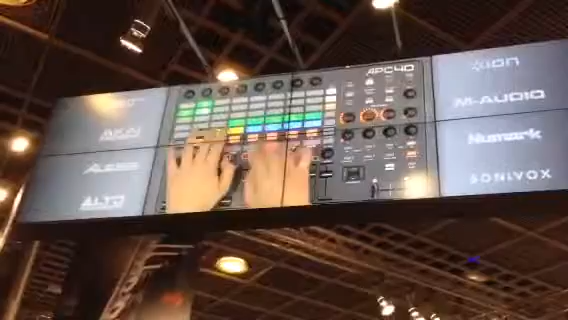 AKAI
ALESIS
ALTO
APC40
ION
M-AUDIO
Numark
SONIVOX